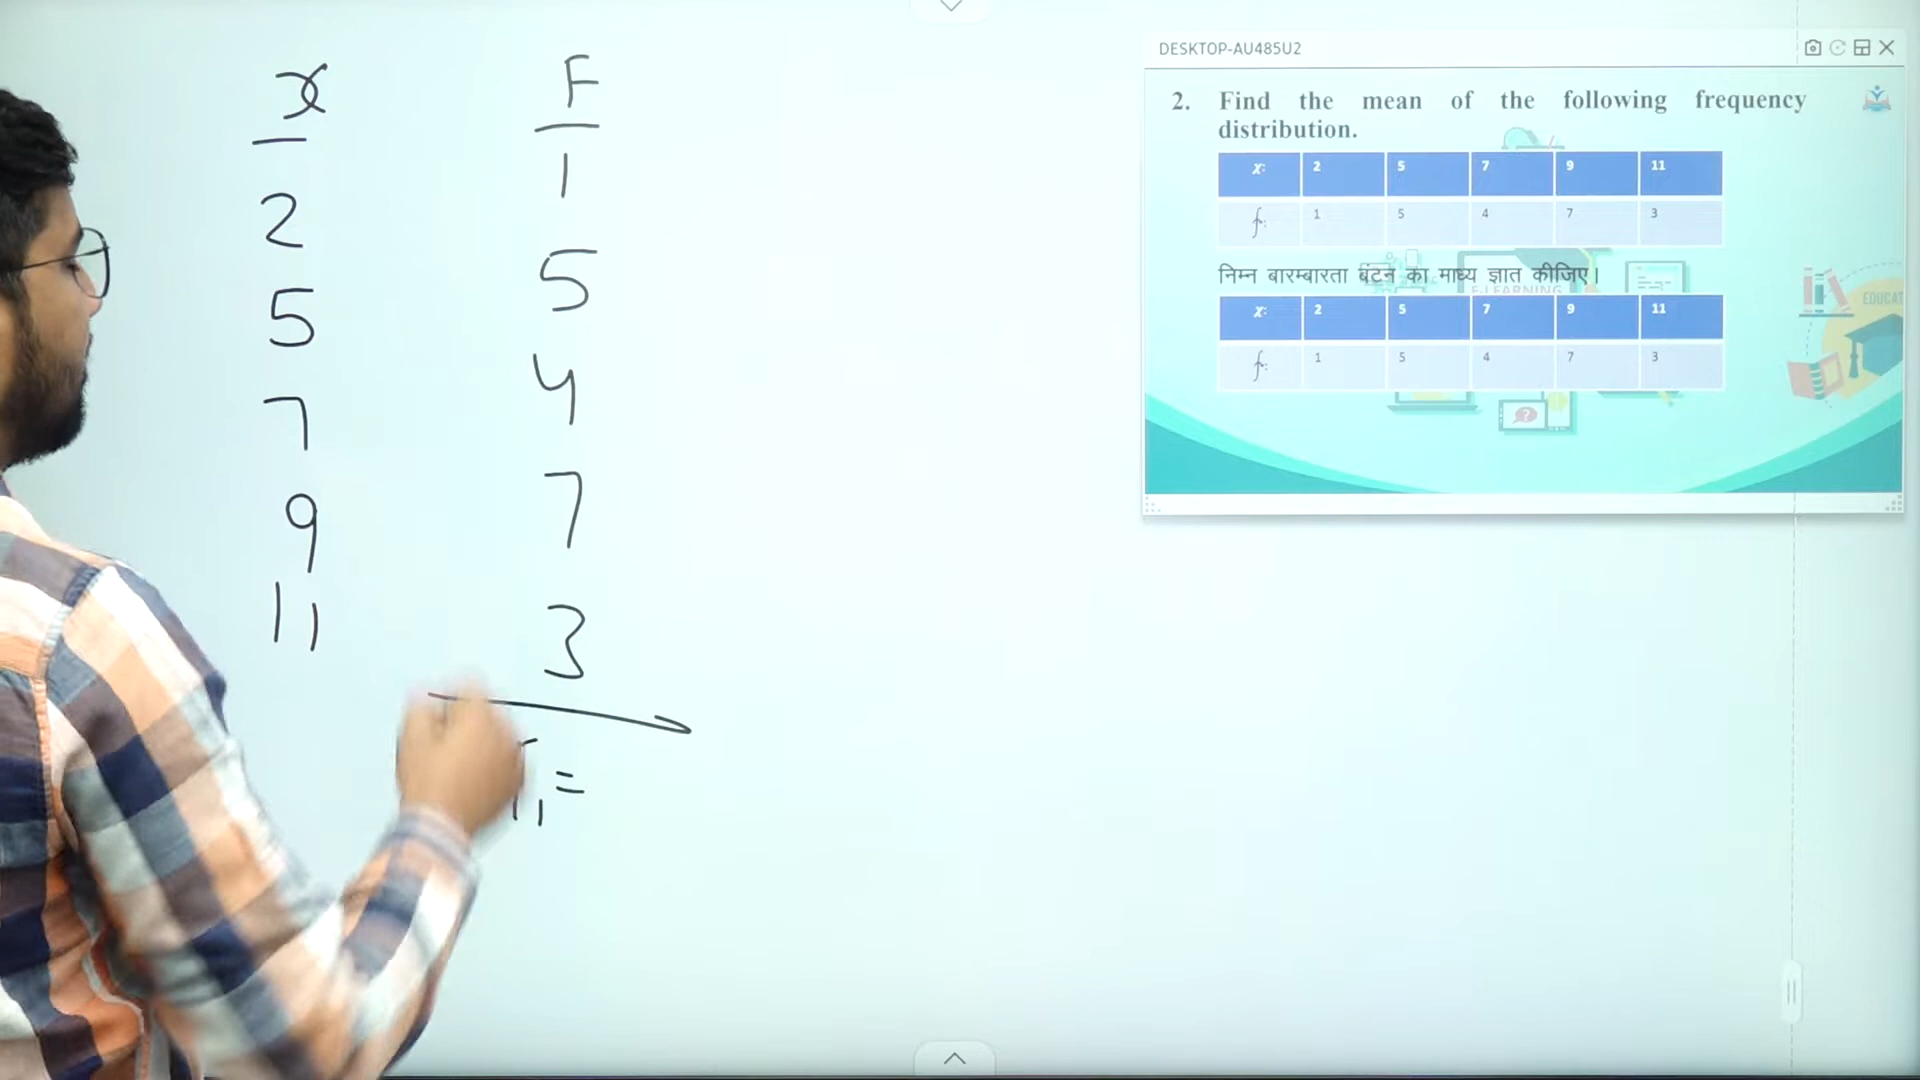 x F
2 1
5 5
7 4
9 7
11 3
=
DESKTOP-AU485U2
2. Find the mean of the following frequency
distribution.
x: 2 5 7 9 11
f: 1 5 4 7 3
निम्न बारम्बारता बंटन का माध्य ज्ञात कीजिए।
E-LEARNING
x: 2 5 7 9 11
f: 1 5 4 7 3
EDUCAT